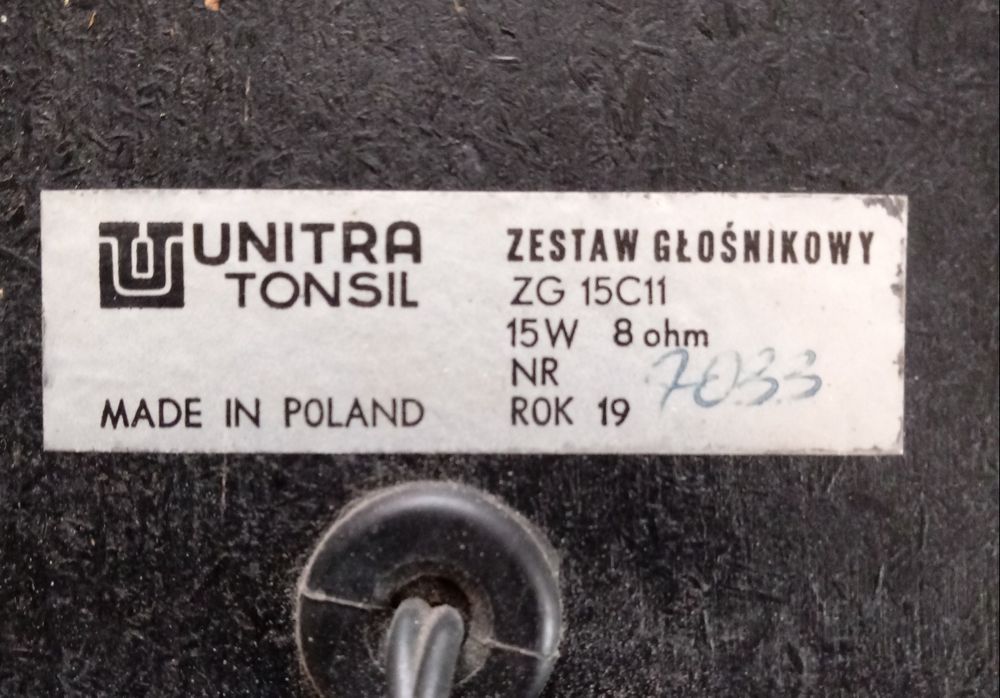 UNITRA
TONSIL
MADE IN POLAND
ZESTAW GŁOŚNIKOWY
ZG 15C11
15W 8 ohm
NR 7033
ROK 19